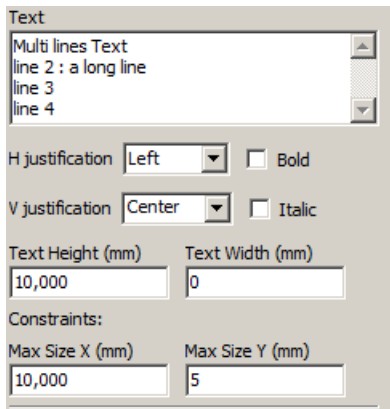 Text
Multi lines Text
line 2 : a long line
line 3
line 4
H justification Left Bold
V justification Center Italic
Text Height (mm) Text Width (mm)
10,000 0
Constraints:
Max Size X (mm) Max Size Y (mm)
10,000 5